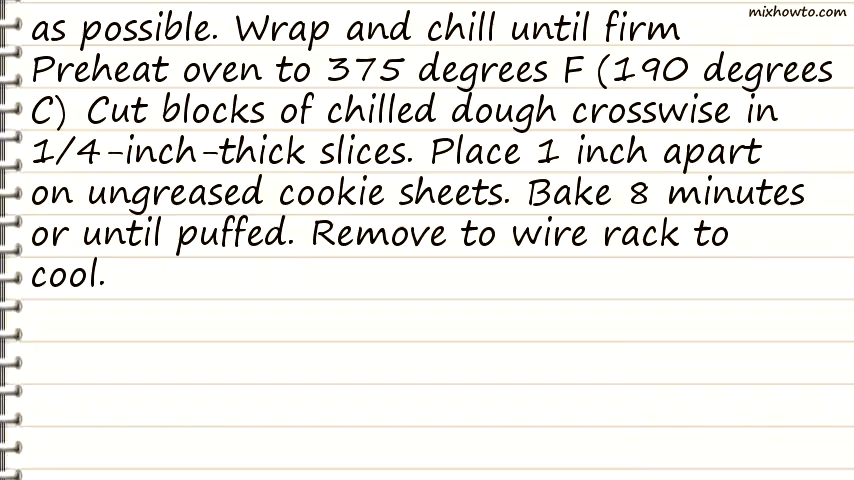 mixhowto.com
as possible. Wrap and chill until firm
Preheat oven to 375 degrees F (190 degrees
C) Cut blocks of chilled dough crosswise in
1/4-inch-thick slices. Place 1 inch apart
on ungreased cookie sheets. Bake 8 minutes
or until puffed. Remove to wire rack to
cool.